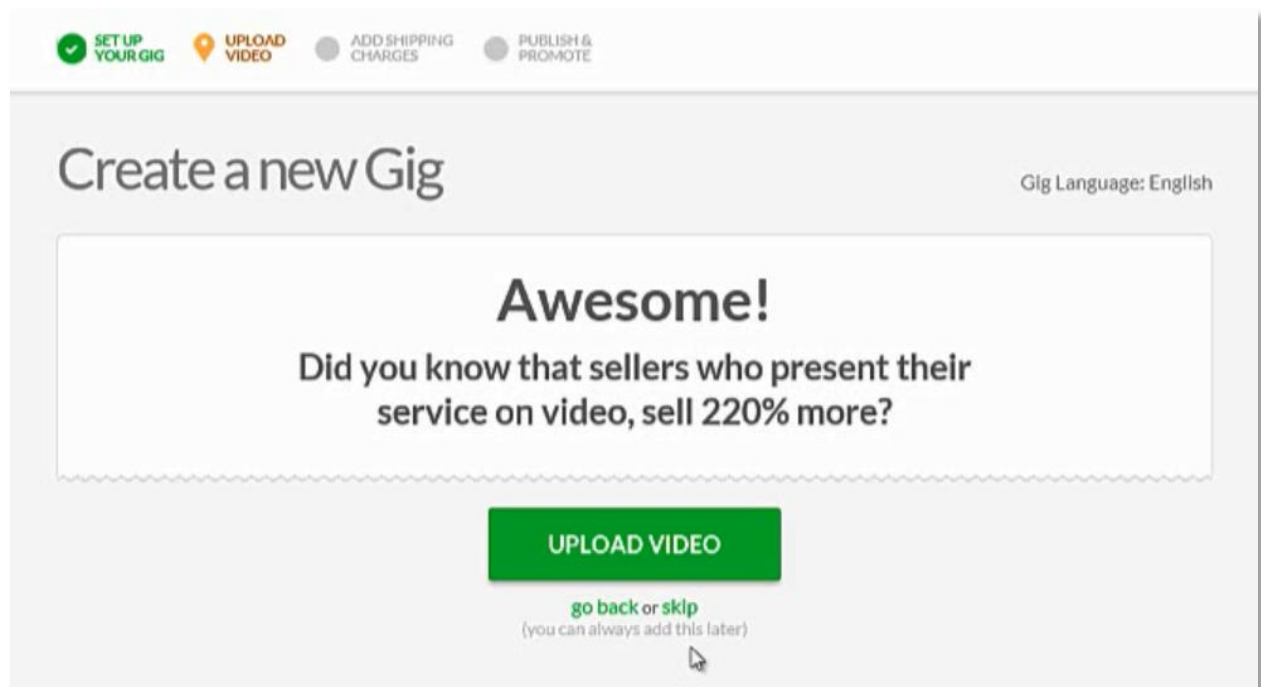 SET UP
YOUR GIG
UPLOAD
VIDEO
ADD SHIPPING
CHARGES
PUBLISH &
PROMOTE
Create a new Gig
Gig Language: English
Awesome!
Did you know that sellers who present their
service on video, sell 220% more?
UPLOAD VIDEO
go back or skip
(you can always add this later)